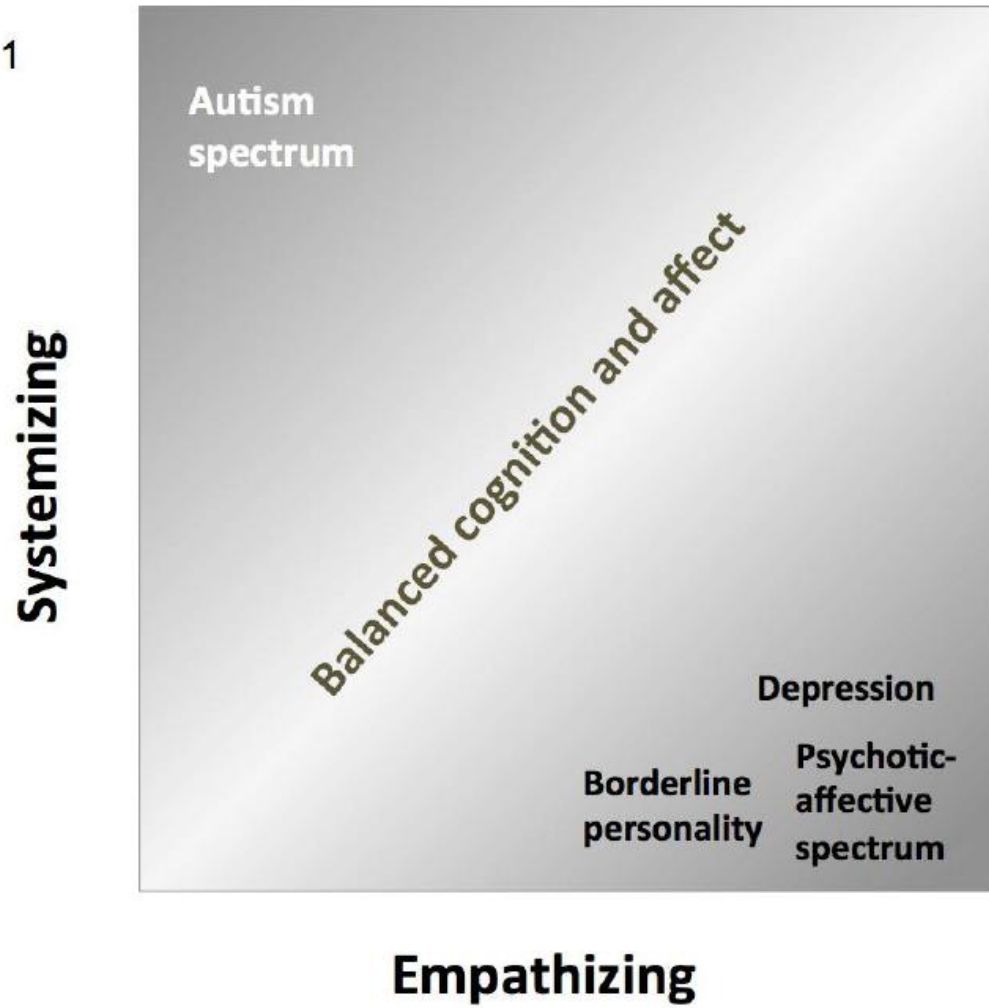 1
Autism
spectrum
Balanced cognition and affect
Systemizing
Depression
Borderline
personality
Psychotic-
affective
spectrum
Empathizing